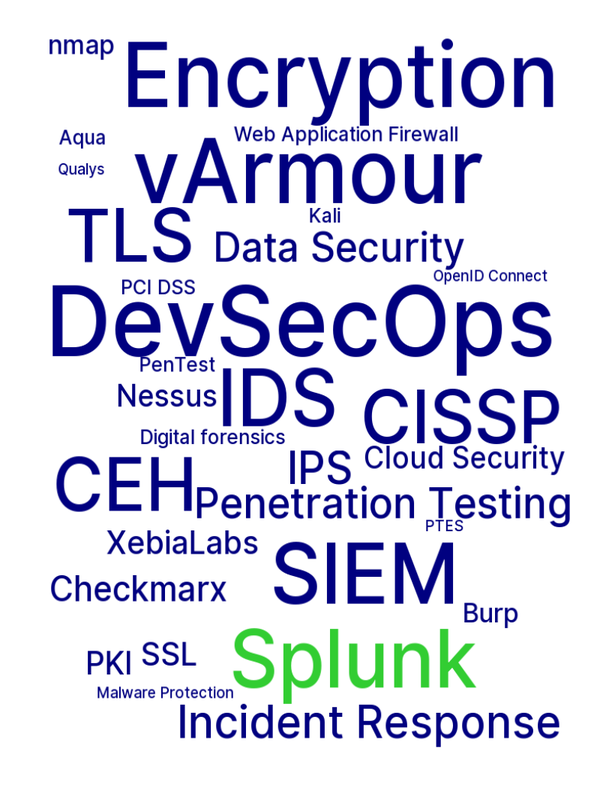 nmap
Encryption
Aqua
Web Application Firewall
Qualys
vArmour
TLS
Kali
Data Security
OpenID Connect
PCI DSS
DevSecOps
PenTest
Nessus
IDS
CISSP
Digital forensics
IPS
Cloud Security
CEH
Penetration Testing
PTES
XebiaLabs
SIEM
Checkmarx
Burp
Splunk
PKI
SSL
Malware Protection
Incident Response